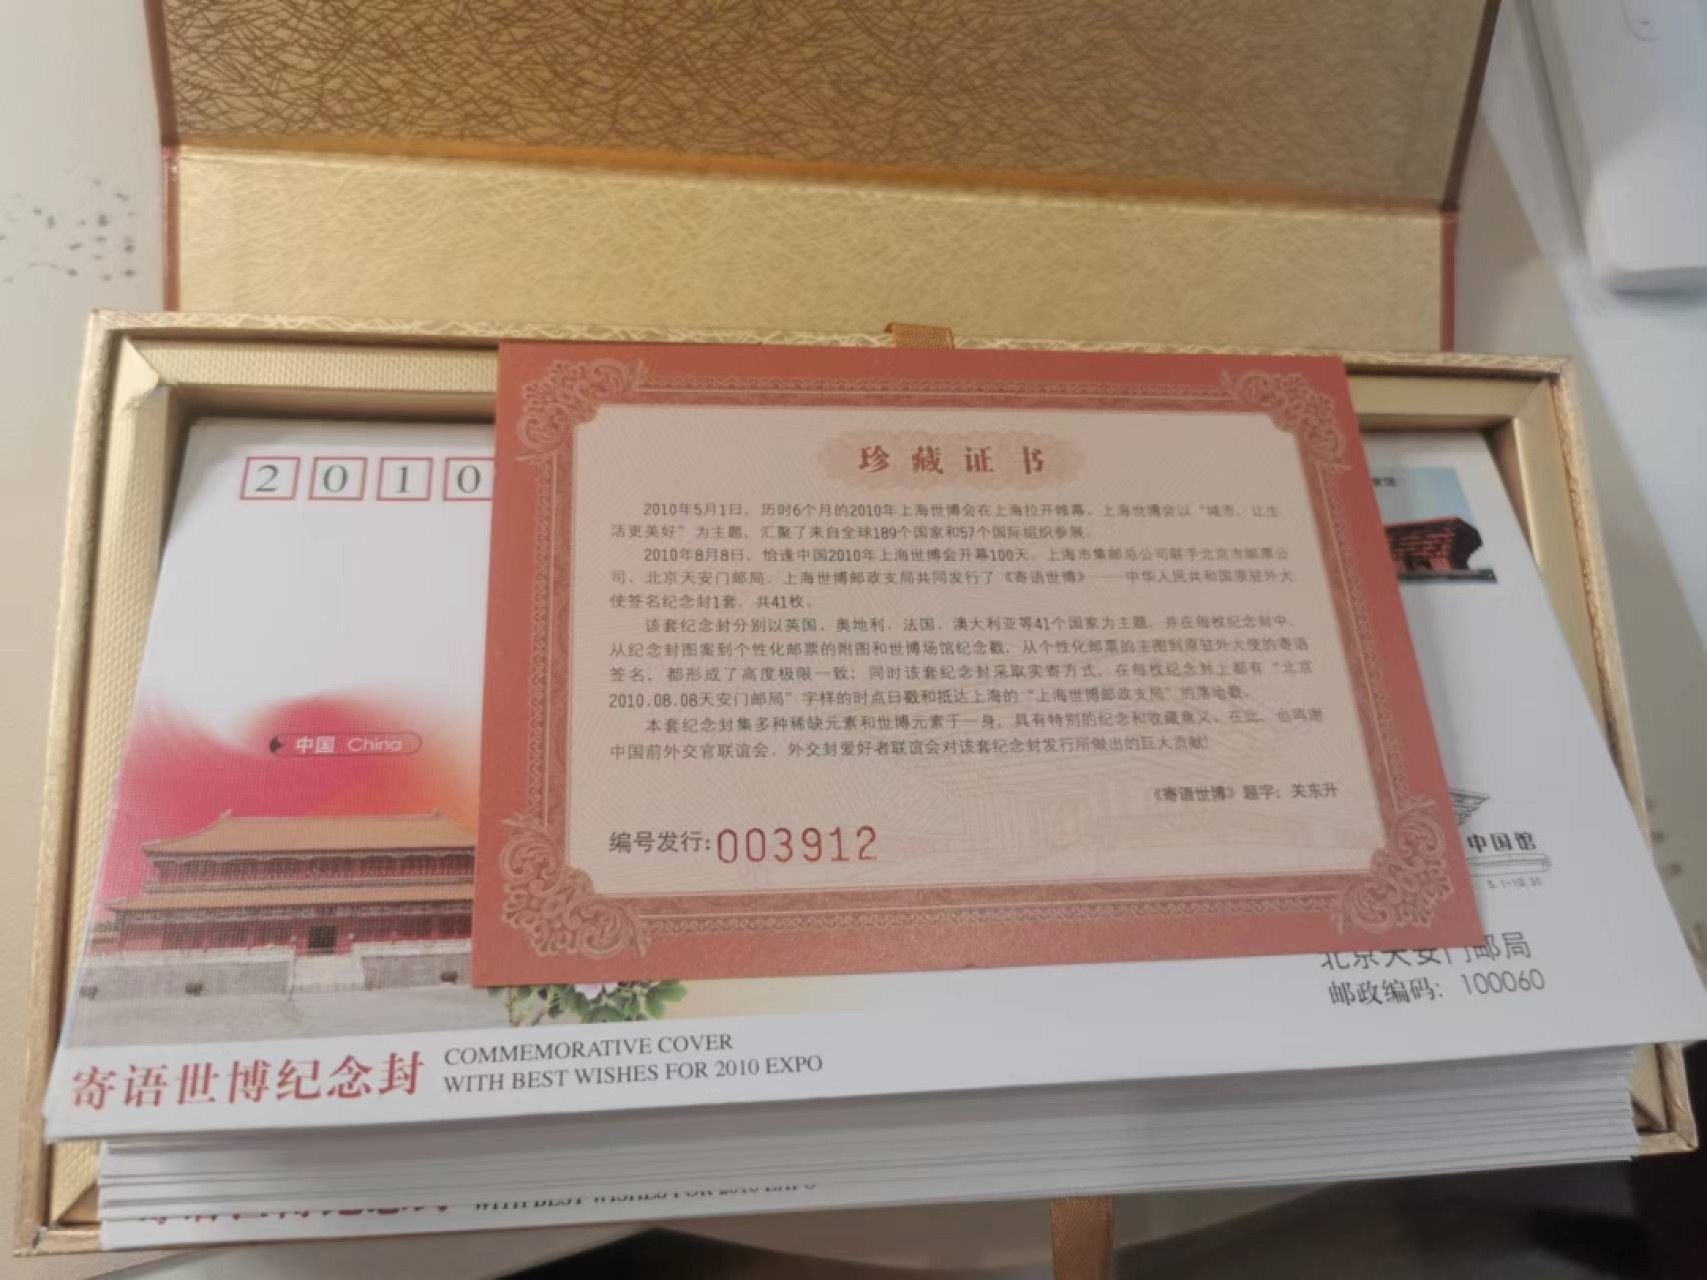 2010
珍藏证书
2010年5月1日，历时6个月的2010年上海世博会在上海拉开帷幕。上海世博会以“城市，让生
活更美好”为主题，汇聚了来自全球189个国家和57个国际组织参展。
2010年8月8日，恰逢中国2010年上海世博会开幕100天。上海市集邮总公司联手北京市邮票公
司、北京天安门邮局、上海世博邮政支局共同发行了《寄语世博》——中华人民共和国原驻外大
使签名纪念封1套，共41枚。
该套纪念封分别以英国、奥地利、法国、澳大利亚等41个国家为主题，并在每枚纪念封中，
从纪念封图案到个性化邮票的附图和世博场馆纪念戳，从个性化邮票的主图到原驻外大使的寄语
签名，都形成了高度极限一致；同时该套纪念封采取实寄方式，在每枚纪念封上都有“北京
2010.08.08天安门邮局”字样的时点日戳和抵达上海的“上海世博邮政支局”的落地戳。
本套纪念封集多种稀缺元素和世博元素于一身，具有特别的纪念和收藏意义。在此，也鸣谢
中国前外交官联谊会、外交封爱好者联谊会对该套纪念封发行所做出的巨大贡献!
《寄语世博》题字：关东升
编号发行:003912
中国 China
中国馆
5.1-10.31
北京天安门邮局
邮政编码：100060
寄语世博纪念封
COMMEMORATIVE COVER
WITH BEST WISHES FOR 2010 EXPO
WITH BEST WISHES FOR 2010 EXPO